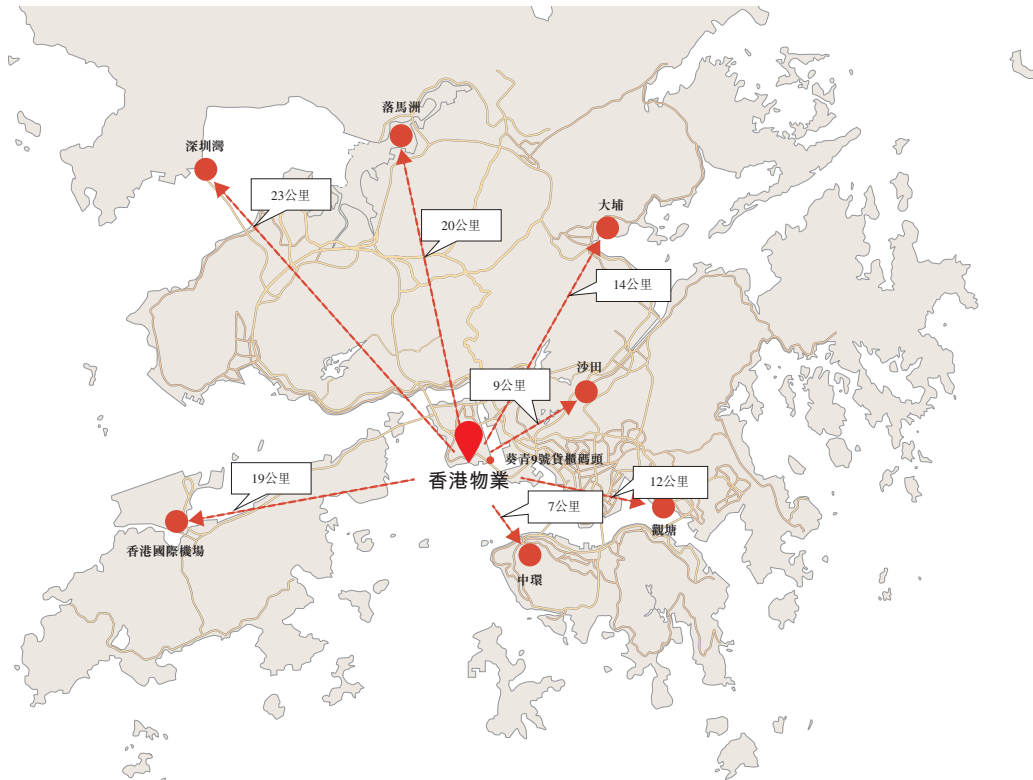 落馬洲
深圳灣
23公里
大埔
20公里
14公里
沙田
9公里
葵青9號貨櫃碼頭
香港物業
19公里
12公里
7公里
觀塘
香港國際機場
中環